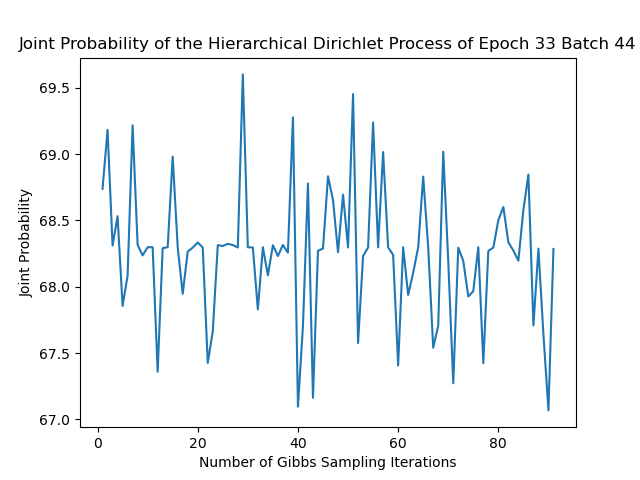 Joint Probability of the Hierarchical Dirichlet Process of Epoch 33 Batch 44
69.5
69.0
68.5
68.0
67.5
67.0
Joint Probability
0 20 40 60 80
Number of Gibbs Sampling Iterations